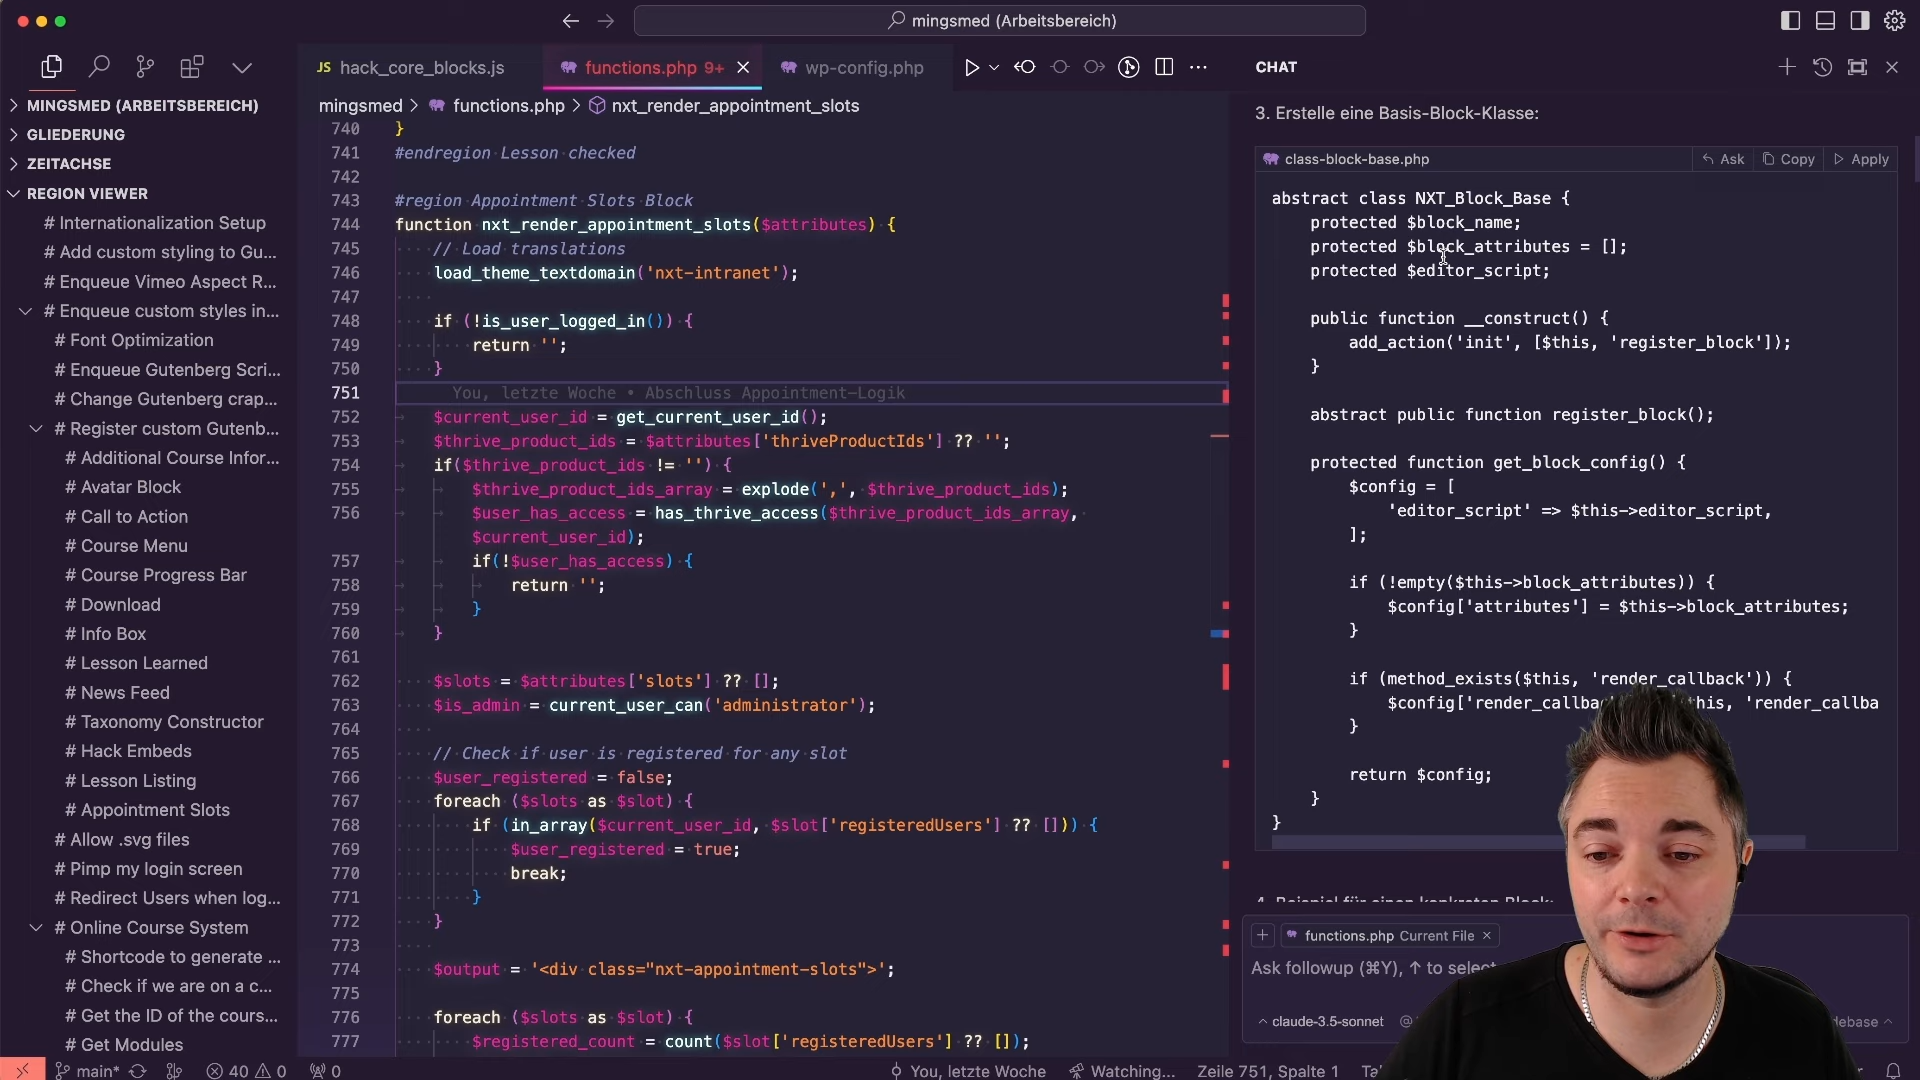 mingsmed (Arbeitsbereich)
JS hack_core_blocks.js
functions.php 9+
wp-config.php
CHAT
MINGSMED (ARBEITSBEREICH)
GLIEDERUNG
ZEITACHSE
REGION VIEWER
# Internationalization Setup
# Add custom styling to Gu...
# Enqueue Vimeo Aspect R...
# Enqueue custom styles in...
# Font Optimization
# Enqueue Gutenberg Scri...
# Change Gutenberg crap...
# Register custom Gutenb...
# Additional Course Infor...
# Avatar Block
# Call to Action
# Course Menu
# Course Progress Bar
# Download
# Info Box
# Lesson Learned
# News Feed
# Taxonomy Constructor
# Hack Embeds
# Lesson Listing
# Appointment Slots
# Allow .svg files
# Pimp my login screen
# Redirect Users when log...
# Online Course System
# Shortcode to generate ...
# Check if we are on a c...
# Get the ID of the cours...
# Get Modules
mingsmed > functions.php > nxt_render_appointment_slots
740 }
741 #endregion Lesson checked
742
743 #region Appointment Slots Block
744 function nxt_render_appointment_slots($attributes) {
745 // Load translations
746 load_theme_textdomain('nxt-intranet');
747
748 if (!is_user_logged_in()) {
749 return '';
750 }
751 You, letzte Woche • Abschluss Appointment-Logik
752 $current_user_id = get_current_user_id();
753 $thrive_product_ids = $attributes['thriveProductIds'] ?? '';
754 if($thrive_product_ids != '') {
755 $thrive_product_ids_array = explode(',', $thrive_product_ids);
756 $user_has_access = has_thrive_access($thrive_product_ids_array,
$current_user_id);
757 if(!$user_has_access) {
758 return '';
759 }
760 }
761
762 $slots = $attributes['slots'] ?? [];
763 $is_admin = current_user_can('administrator');
764
765 // Check if user is registered for any slot
766 $user_registered = false;
767 foreach ($slots as $slot) {
768 if (in_array($current_user_id, $slot['registeredUsers'] ?? [])) {
769 $user_registered = true;
770 break;
771 }
772 }
773
774 $output = '<div class="nxt-appointment-slots">';
775
776 foreach ($slots as $slot) {
777 $registered_count = count($slot['registeredUsers'] ?? []);
3. Erstelle eine Basis-Block-Klasse:
class-block-base.php Ask Copy Apply
abstract class NXT_Block_Base {
protected $block_name;
protected $block_attributes = [];
protected $editor_script;
public function __construct() {
add_action('init', [$this, 'register_block']);
}
abstract public function register_block();
protected function get_block_config() {
$config = [
'editor_script' => $this->editor_script,
];
if (!empty($this->block_attributes)) {
$config['attributes'] = $this->block_attributes;
}
if (method_exists($this, 'render_callback')) {
$config['render_callba this, 'render_callba
}
return $config;
}
}
4. Beispiel für einen konkreten Block:
functions.php Current File
Ask followup (⌘Y), ↑ to select
claude-3.5-sonnet @ debase
main* 40 0 0
You, letzte Woche Watching... Zeile 751, Spalte 1